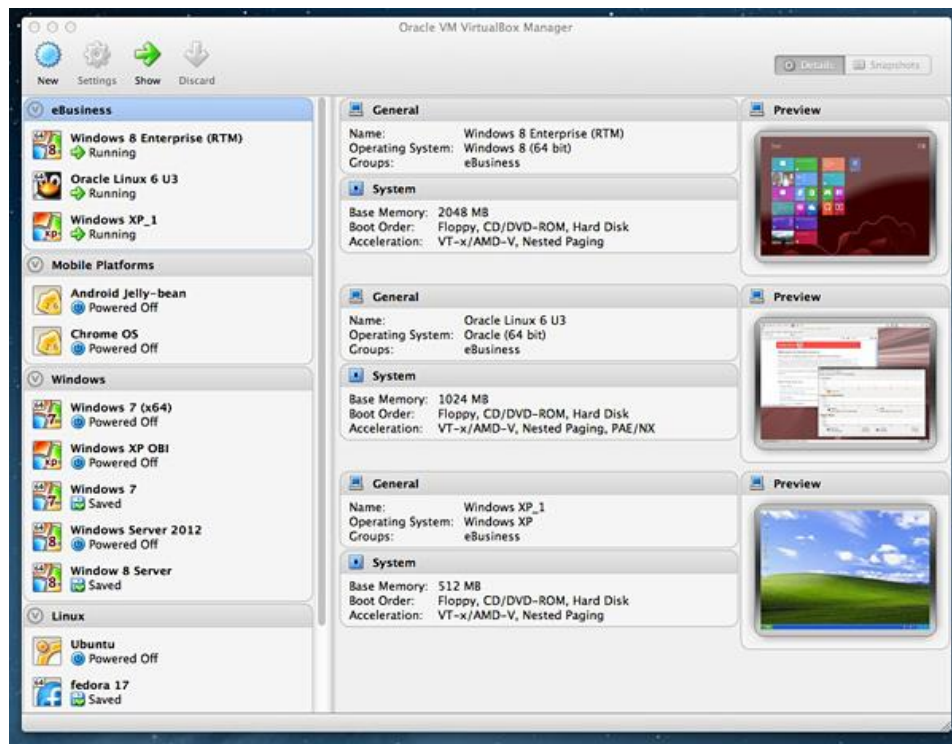 Oracle VM VirtualBox Manager
New Settings Show Discard
Details Snapshots
eBusiness
Windows 8 Enterprise (RTM)
Running
Oracle Linux 6 U3
Running
Windows XP_1
Running
Mobile Platforms
Android Jelly-bean
Powered Off
Chrome OS
Powered Off
Windows
Windows 7 (x64)
Powered Off
Windows XP OBI
Powered Off
Windows 7
Saved
Windows Server 2012
Powered Off
Window 8 Server
Saved
Linux
Ubuntu
Powered Off
fedora 17
Saved
General
Name: Windows 8 Enterprise (RTM)
Operating System: Windows 8 (64 bit)
Groups: eBusiness
System
Base Memory: 2048 MB
Boot Order: Floppy, CD/DVD-ROM, Hard Disk
Acceleration: VT-x/AMD-V, Nested Paging
Preview
General
Name: Oracle Linux 6 U3
Operating System: Oracle (64 bit)
Groups: eBusiness
System
Base Memory: 1024 MB
Boot Order: Floppy, CD/DVD-ROM, Hard Disk
Acceleration: VT-x/AMD-V, Nested Paging, PAE/NX
Preview
General
Name: Windows XP_1
Operating System: Windows XP
Groups: eBusiness
System
Base Memory: 512 MB
Boot Order: Floppy, CD/DVD-ROM, Hard Disk
Acceleration: VT-x/AMD-V, Nested Paging
Preview